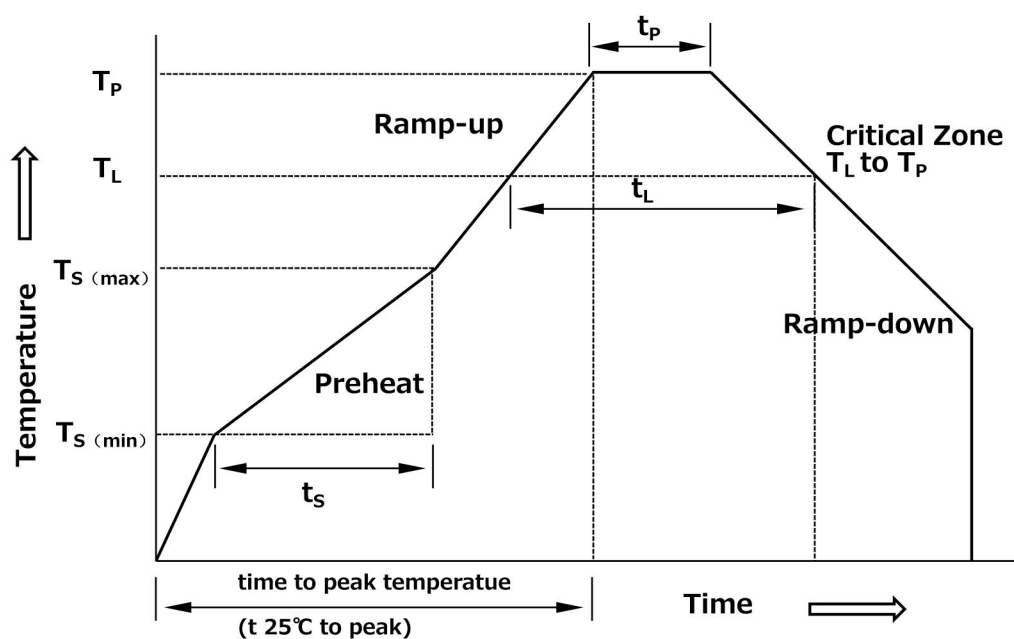 tP
TP
Ramp-up
Critical Zone
TL to TP
TL
tL
TS（max）
Ramp-down
Preheat
TS（min）
tS
Temperature
time to peak temperatue
(t 25℃ to peak)
Time